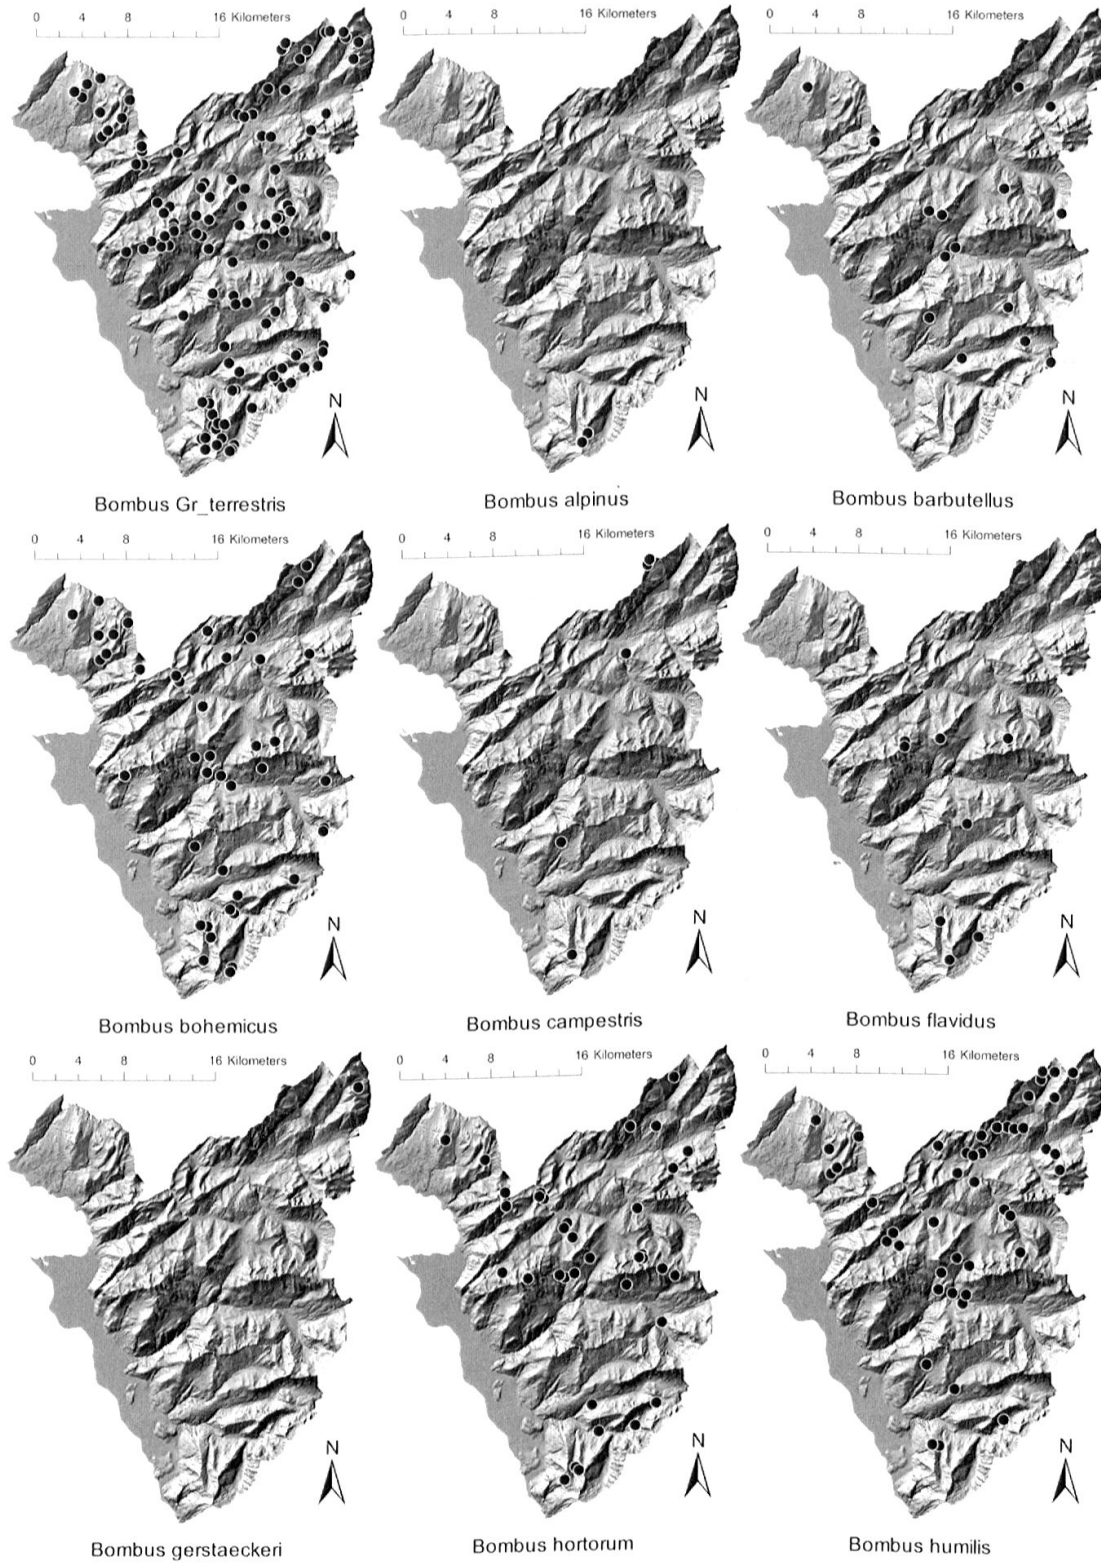 0 4 8 16 Kilometers
0 4 8 16 Kilometers
0 4 8 16 Kilometers
N
N
N
Bombus Gr_terrestris
Bombus alpinus
Bombus barbutellus
0 4 8 16 Kilometers
0 4 8 16 Kilometers
0 4 8 16 Kilometers
N
N
N
Bombus bohemicus
Bombus campestris
Bombus flavidus
0 4 8 16 Kilometers
0 4 8 16 Kilometers
0 4 8 16 Kilometers
N
N
N
Bombus gerstaeckeri
Bombus hortorum
Bombus humilis